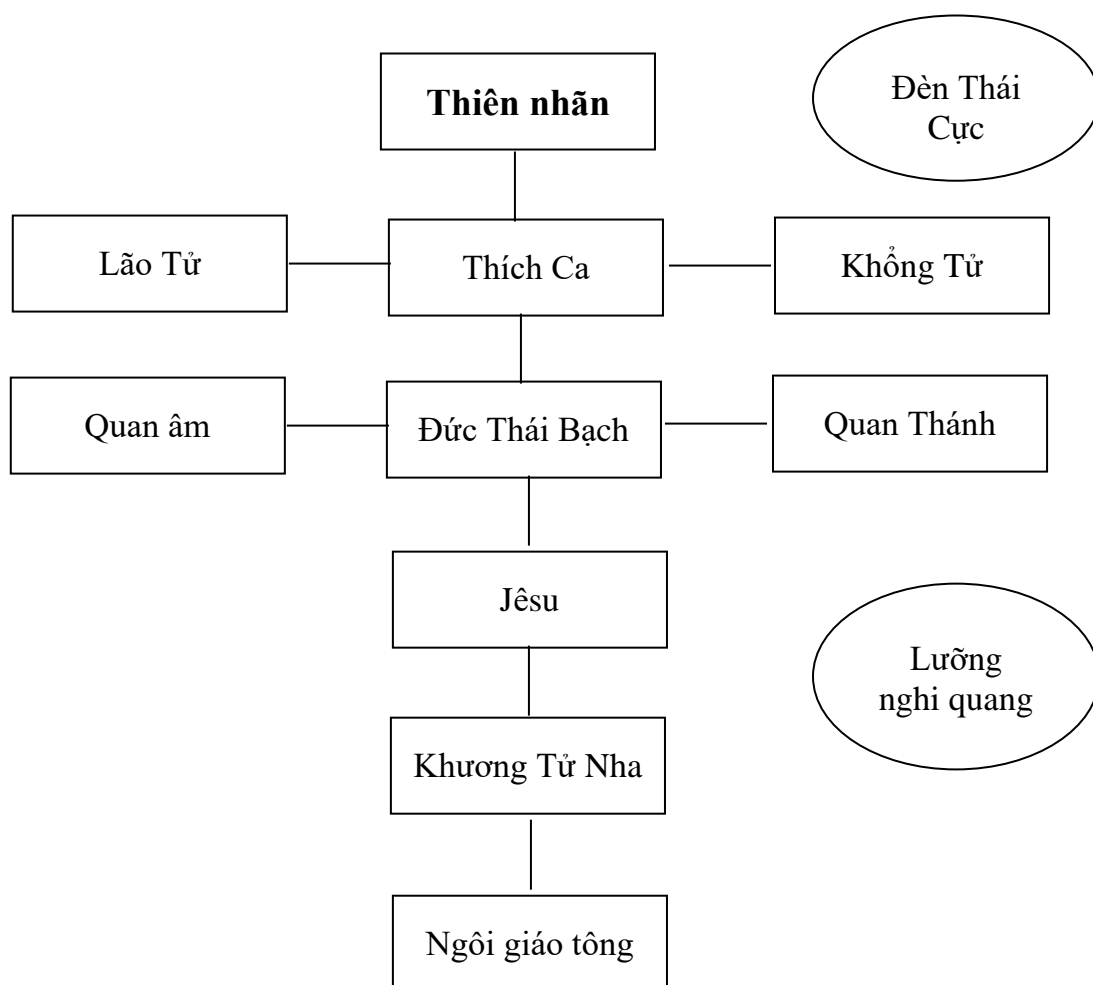 Thiên nhãn
Đèn Thái
Cực
Lão Tử
Thích Ca
Khổng Tử
Quan âm
Đức Thái Bạch
Quan Thánh
Jêsu
Lưỡng
nghi quang
Khương Tử Nha
Ngôi giáo tông